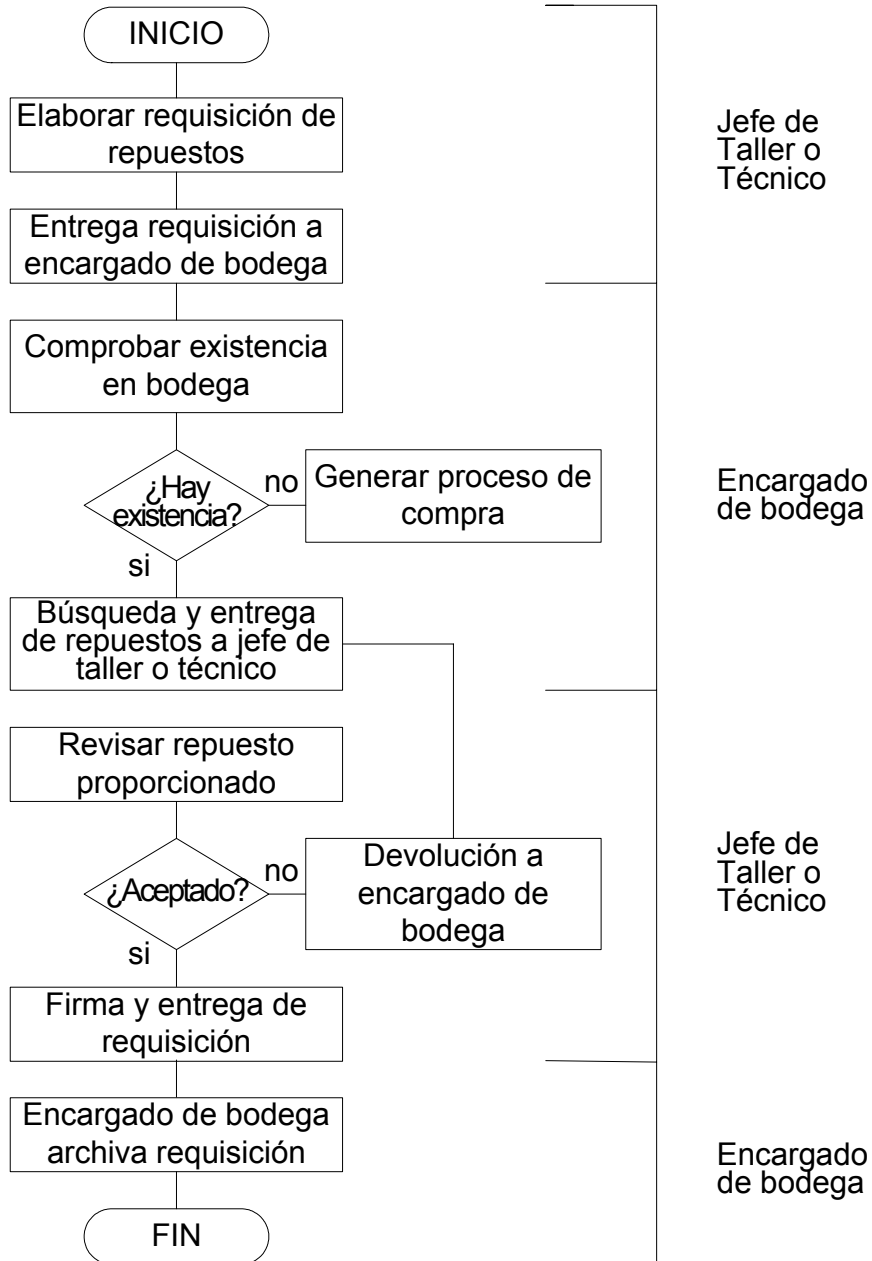 INICIO
Elaborar requisición de
repuestos
Jefe de
Taller o
Técnico
Entrega requisición a
encargado de bodega
Comprobar existencia
en bodega
¿Hay
existencia?
no
si
Generar proceso de
compra
Encargado
de bodega
Búsqueda y entrega
de repuestos a jefe de
taller o técnico
Revisar repuesto
proporcionado
¿Aceptado?
no
si
Devolución a
encargado de
bodega
Jefe de
Taller o
Técnico
Firma y entrega de
requisición
Encargado de bodega
archiva requisición
Encargado
de bodega
FIN